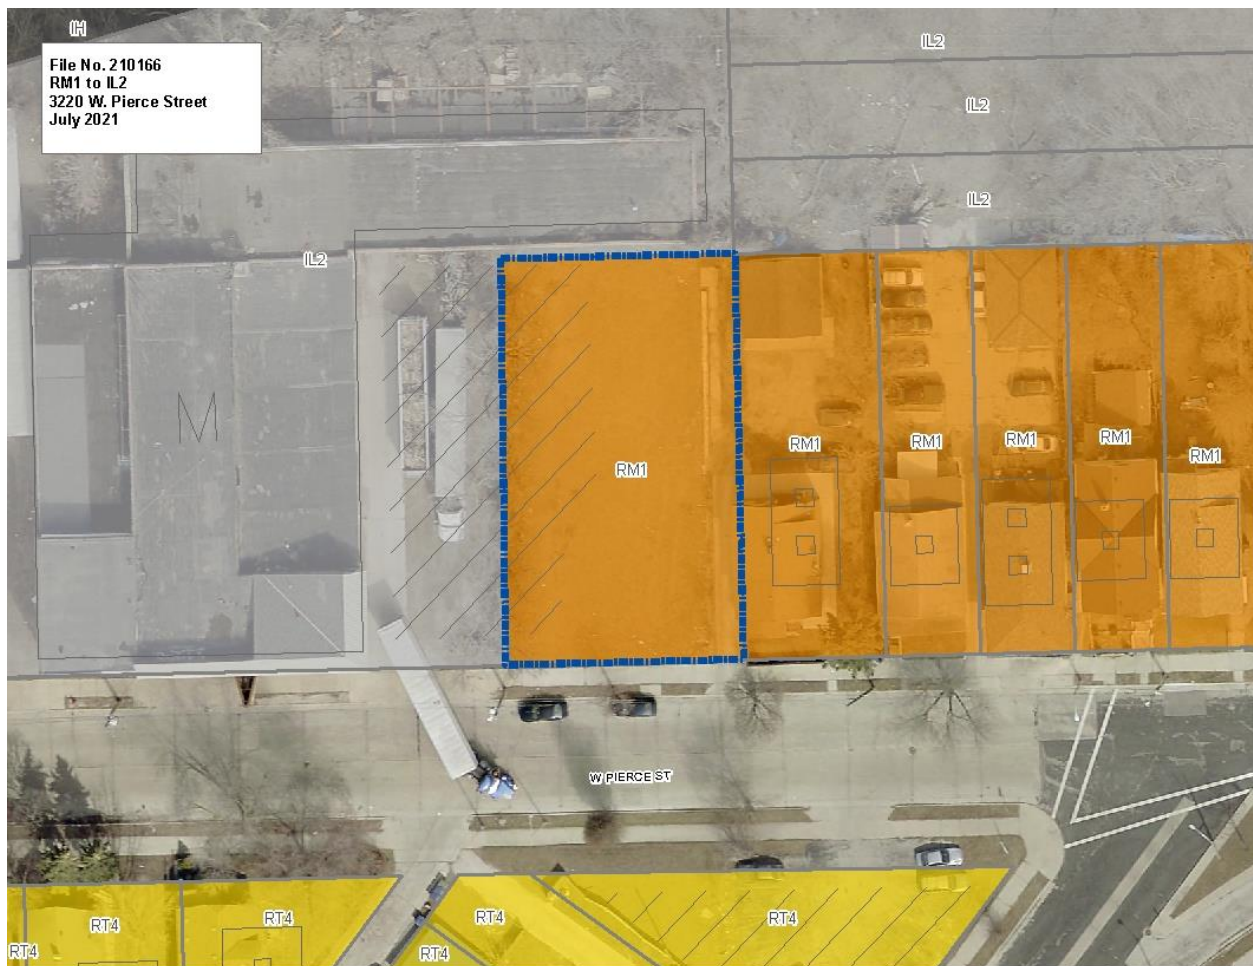 IH
IL2
File No. 210166
RM1 to IL2
3220 W. Pierce Street
July 2021
IL2
IL2
IL2
M
RM1
RM1
RM1
RM1
RM1
RM1
W PIERCE ST
RT4
RT4
RT4
RT4
RT4
RT4